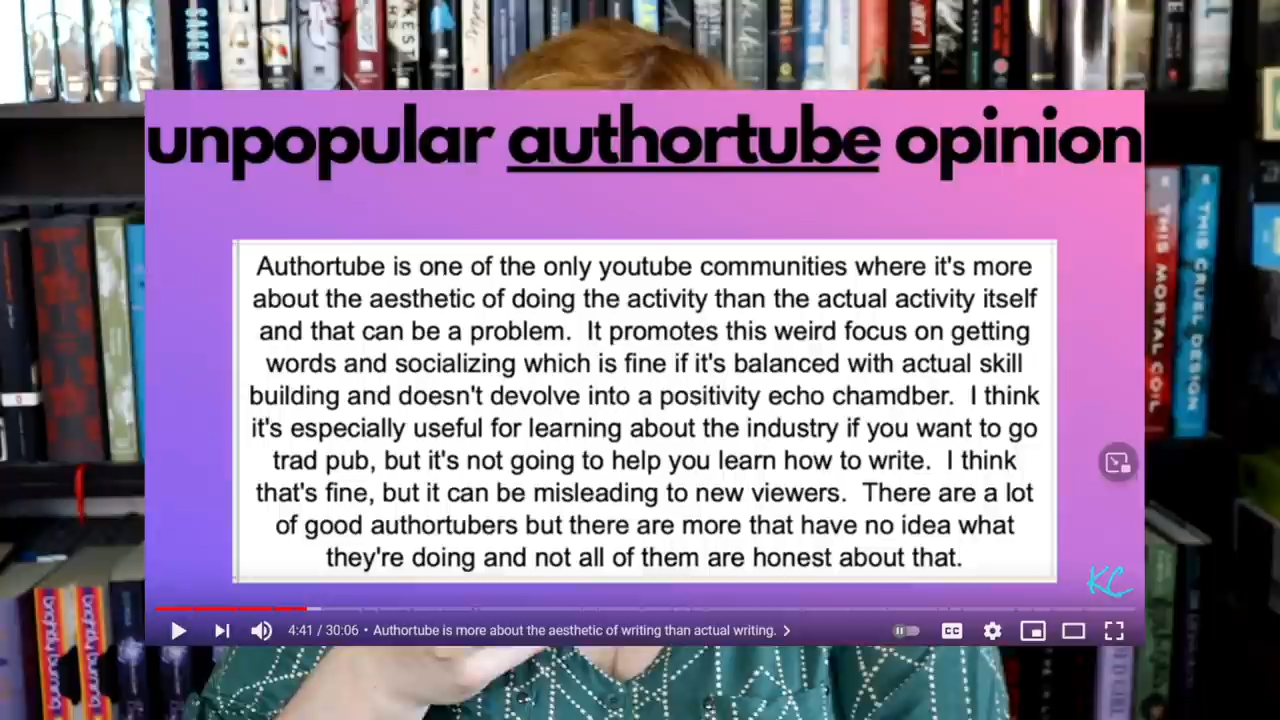 SABER
unpopular authortube opinion
Authortube is one of the only youtube communities where it's more
about the aesthetic of doing the activity than the actual activity itself
and that can be a problem. It promotes this weird focus on getting
words and socializing which is fine if it's balanced with actual skill
building and doesn't devolve into a positivity echo chamdber. I think
it's especially useful for learning about the industry if you want to go
trad pub, but it's not going to help you learn how to write. I think
that's fine, but it can be misleading to new viewers. There are a lot
of good authortubers but there are more that have no idea what
they're doing and not all of them are honest about that.
KC
4:41 / 30:06 • Authortube is more about the aesthetic of writing than actual writing.
CC
THIS MORTAL COIL
THIS CRUEL DESIGN
brightly burning
brightly burning